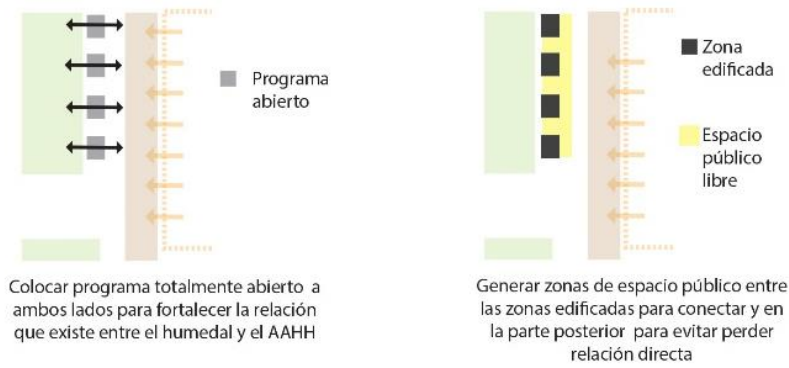 Programa
abierto
Colocar programa totalmente abierto a
ambos lados para fortalecer la relación
que existe entre el humedal y el AAHH
Zona
edificada
Espacio
público
libre
Generar zonas de espacio público entre
las zonas edificadas para conectar y en
la parte posterior para evitar perder
relación directa